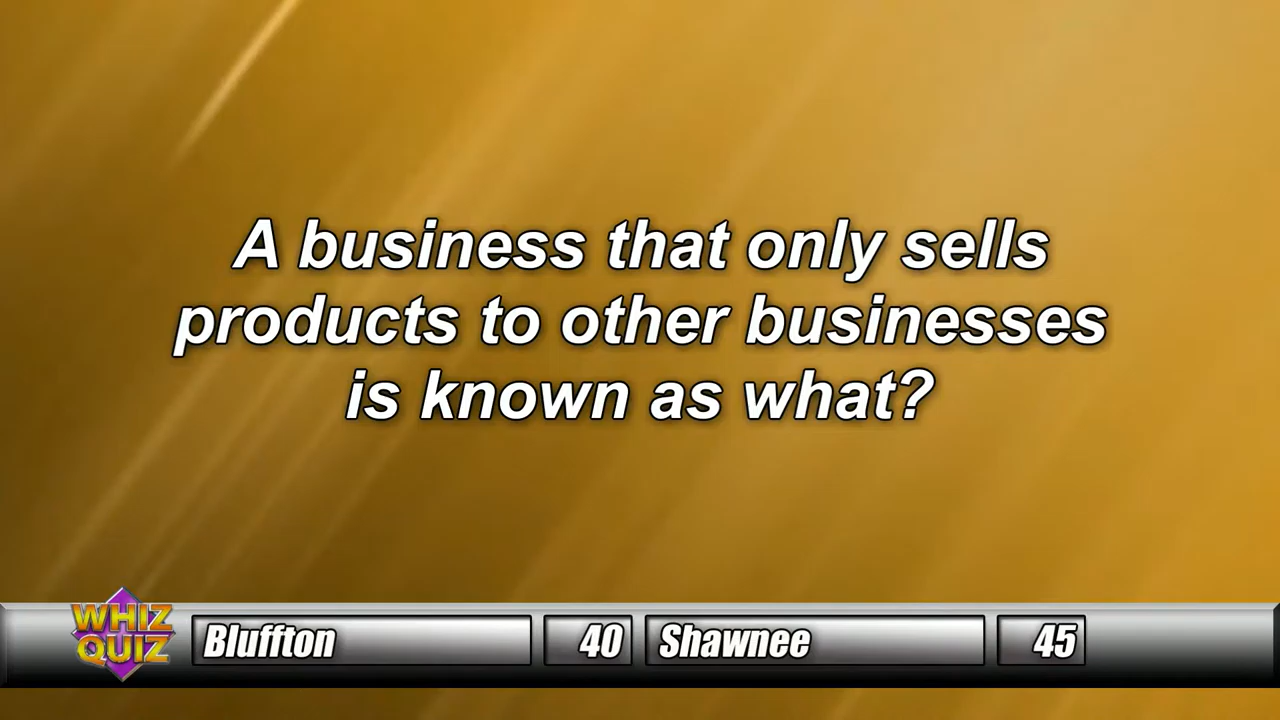 A business that only sells
products to other businesses
is known as what?
WHIZ
QUIZ
Bluffton 40 Shawnee 45